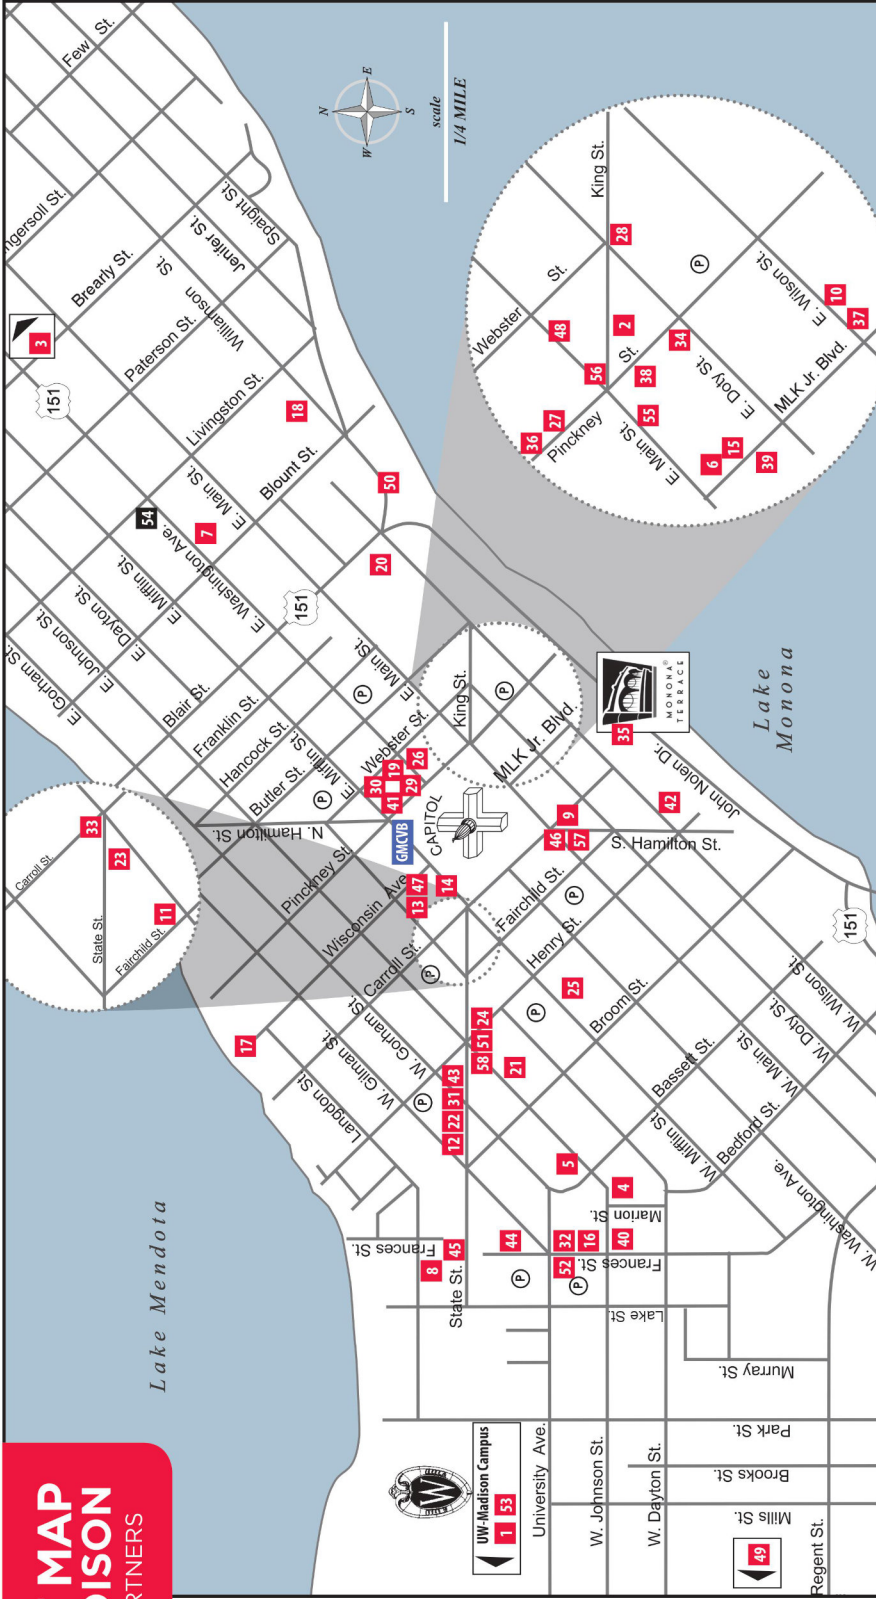 MAP
DISON
RTNERS
Lake Mendota
Lake
Monona
N
E
S
W
scale
1/4 MILE
UW-Madison Campus
1 53
W
3
49
151
151
151
GMCVB
CAPITOL
MONONA®
TERRACE
35
Few St.
Ingersoll St.
Brearly St.
Paterson St.
Livingston St.
Blount St.
Spaight St.
Jenifer St.
Williamson
St.
E. Main St.
E. Washington Ave.
E. Mifflin St.
E. Dayton St.
E. Johnson St.
E. Gorham St.
Blair St.
Franklin St.
Hancock St.
Butler St.
E. Mifflin St.
E. Main St.
Webster St.
King St.
MLK Jr. Blvd.
N. Hamilton St.
Pinckney St.
Wisconsin Ave.
Carroll St.
Fairchild St.
Henry St.
Broom St.
Bassett St.
Bedford St.
S. Hamilton St.
John Nolen Dr.
Langdon St.
W. Gilman St.
W. Gorham St.
State St.
Frances St.
Frances St.
Marion St.
Lake St.
Murray St.
Park St.
Brooks St.
Mills St.
University Ave.
W. Johnson St.
W. Dayton St.
Regent St.
W. Mifflin St.
W. Washington Ave.
W. Main St.
W. Doty St.
W. Wilson St.
18
50
54
7
20
30
19
26
41
29
47
13
14
9
46
57
42
17
25
24
51
58
21
43
31
22
12
5
4
44
45
8
32
16
40
52
P
P
P
P
P
P
P
P
P
Carroll St.
State St.
Fairchild St.
33
23
11
King St.
Webster
St.
Pinckney
St.
E. Main St.
E. Doty St.
E. Wilson St.
MLK Jr. Blvd.
28
48
2
56
38
34
27
36
55
6
15
39
10
37
P